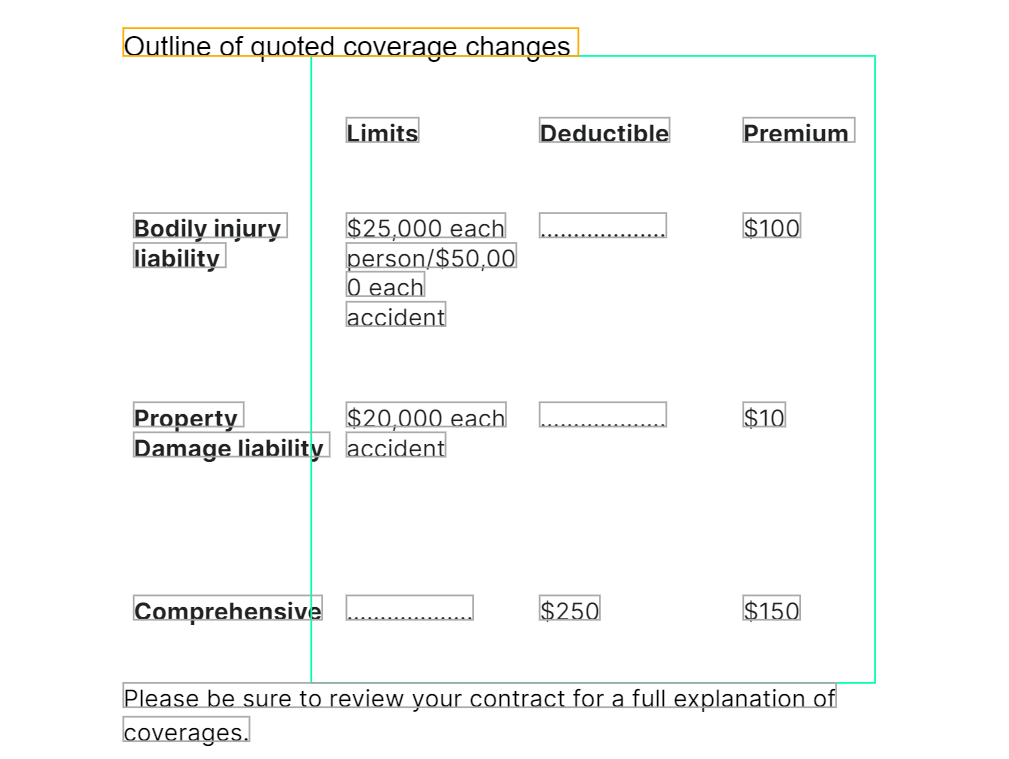 Outline of quoted coverage changes
Limits Deductible Premium
Bodily injury $25,000 each ................... $100
liability person/$50,00
0 each
accident
Property $20,000 each ................... $10
Damage liability accident
Comprehensive ................... $250 $150
Please be sure to review your contract for a full explanation of
coverages.